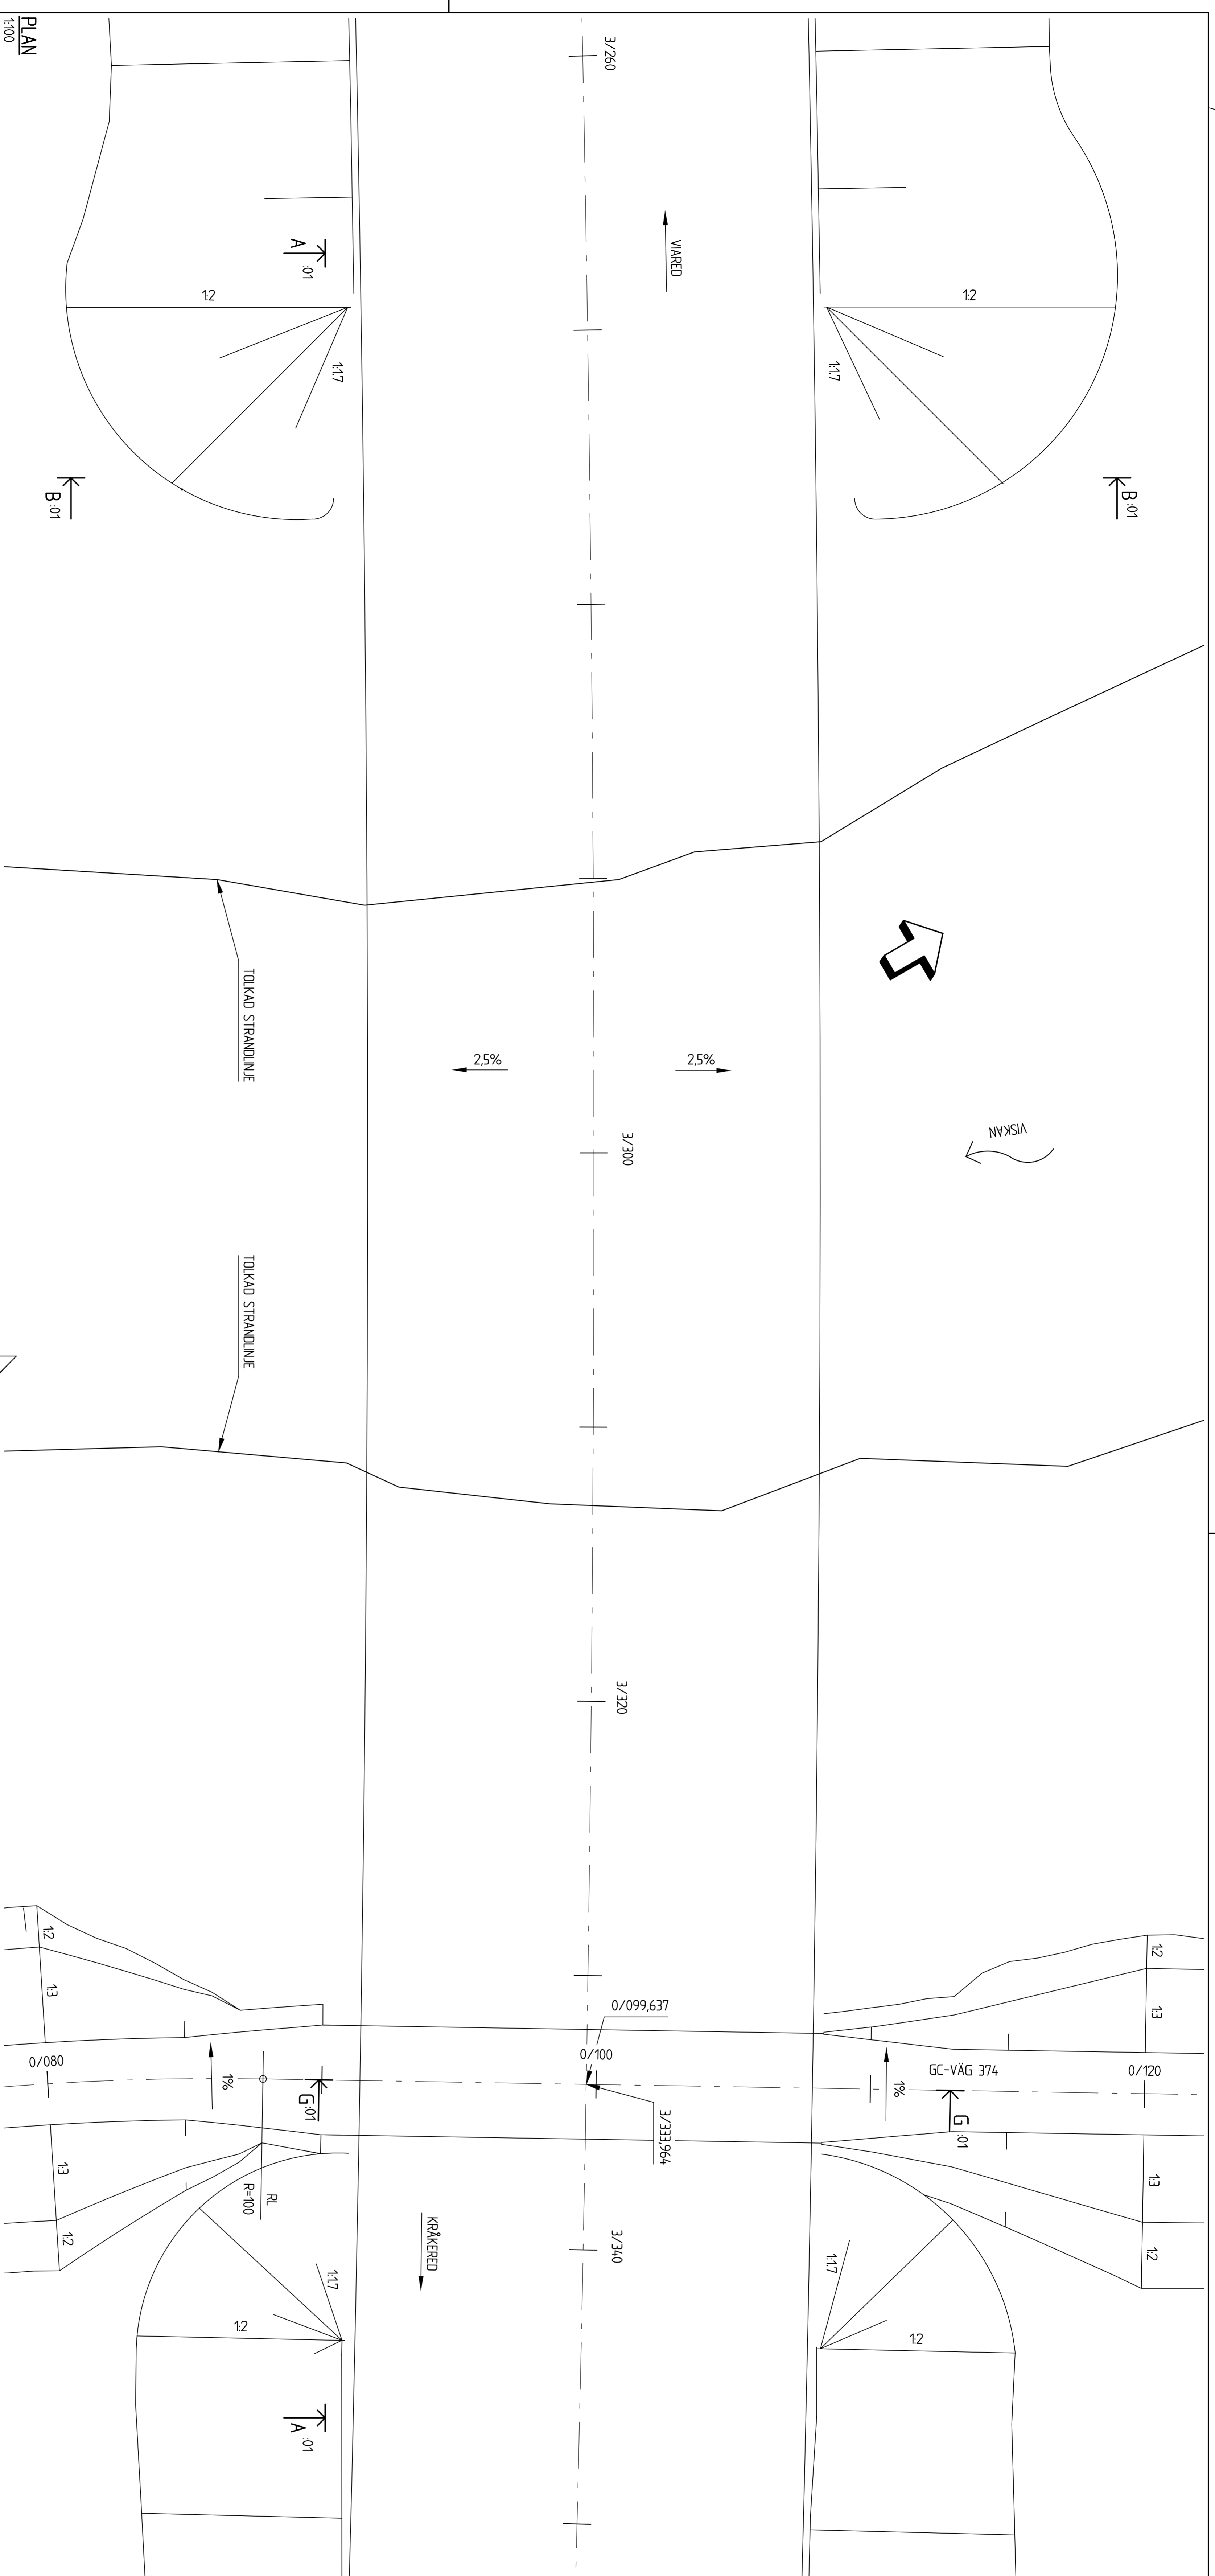 PLAN
1:100
3/260
VIARED
A :01
1:2
1:2
1:1.7
1:1.7
B :01
B :01
TOLKAD STRANDLINJE
2,5%
2,5%
VISKAN
3/300
TOLKAD STRANDLINJE
3/320
1:2
1:3
1:2
1:3
0/099,637
0/080
0/100
GC-VÄG 374
0/120
1%
1%
G :01
G :01
3/333,964
1:3
1:2
1:3
1:2
RL
R=100
KRÅKERED
3/340
1:1.7
1:1.7
1:2
1:2
A :01